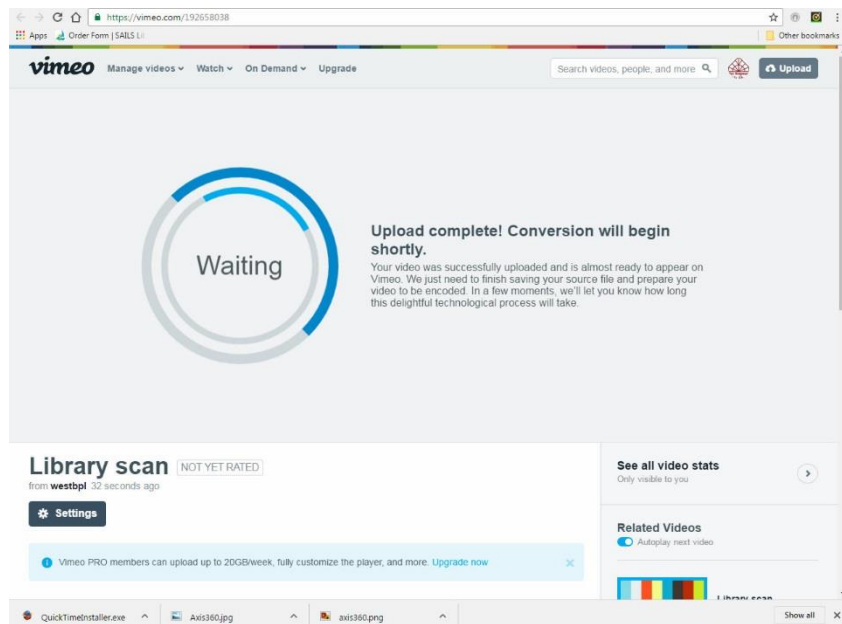 https://vimeo.com/192658038
Apps Order Form | SAILS Li
Other bookmarks
vimeo Manage videos Watch On Demand Upgrade Search videos, people, and more Upload
Waiting
Upload complete! Conversion will begin
shortly.
Your video was successfully uploaded and is almost ready to appear on
Vimeo. We just need to finish saving your source file and prepare your
video to be encoded. In a few moments, we'll let you know how long
this delightful technological process will take.
Library scan NOT YET RATED
from westbpl 32 seconds ago
Settings
Vimeo PRO members can upload up to 20GB/week, fully customize the player, and more. Upgrade now
See all video stats
Only visible to you
Related Videos
Autoplay next video
Library scan
QuickTimeInstaller.exe Axis360.jpg axis360.png Show all